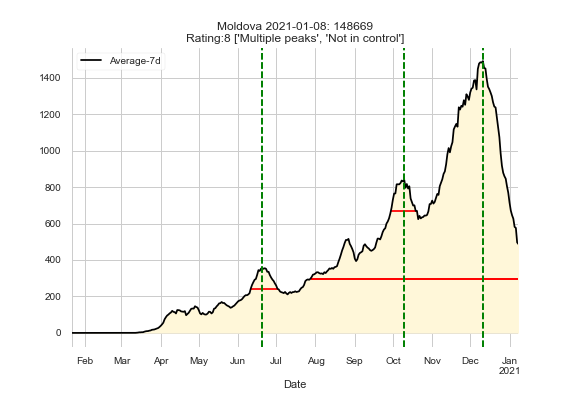 Moldova 2021-01-08: 148669
Rating:8 ['Multiple peaks', 'Not in control']
Average-7d
1400
1200
1000
800
600
400
200
0
Feb Mar Apr May Jun Jul Aug Sep Oct Nov Dec Jan
2021
Date